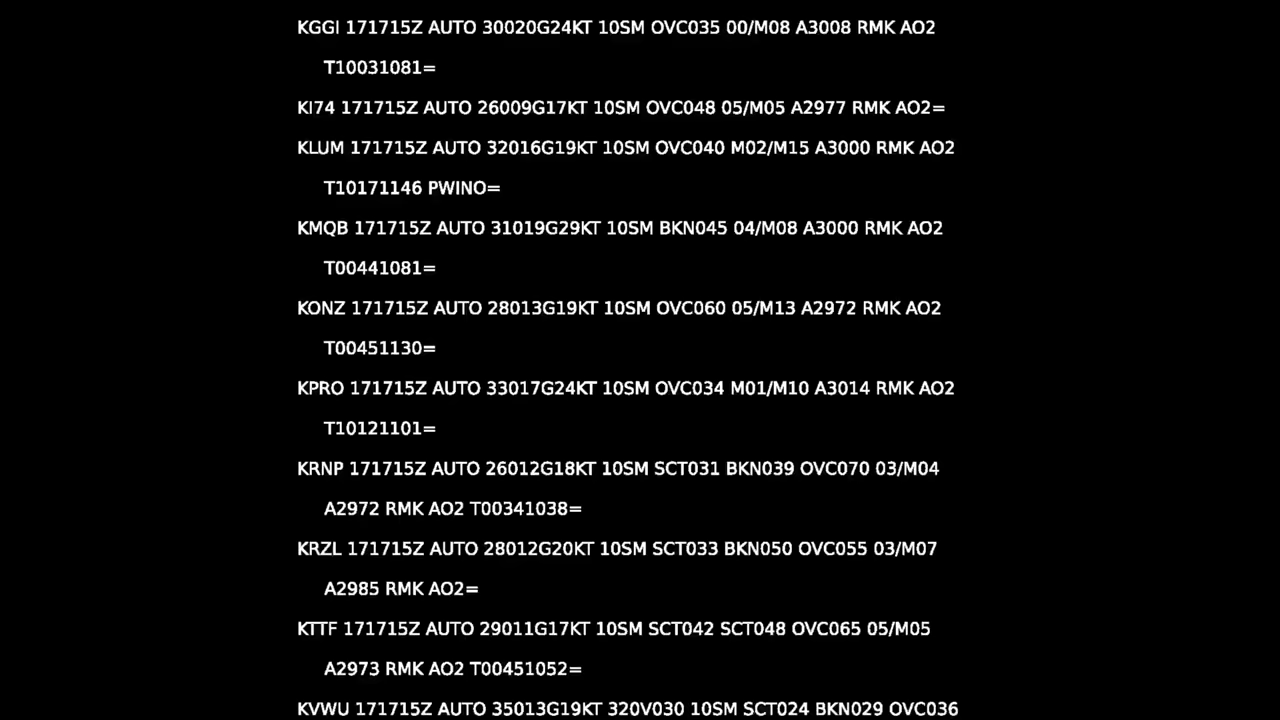 KGGI 171715Z AUTO 30020G24KT 10SM OVC035 00/M08 A3008 RMK AO2
T10031081=
KI74 171715Z AUTO 26009G17KT 10SM OVC048 05/M05 A2977 RMK AO2=
KLUM 171715Z AUTO 32016G19KT 10SM OVC040 M02/M15 A3000 RMK AO2
T10171146 PWINO=
KMQB 171715Z AUTO 31019G29KT 10SM BKN045 04/M08 A3000 RMK AO2
T00441081=
KONZ 171715Z AUTO 28013G19KT 10SM OVC060 05/M13 A2972 RMK AO2
T00451130=
KPRO 171715Z AUTO 33017G24KT 10SM OVC034 M01/M10 A3014 RMK AO2
T10121101=
KRNP 171715Z AUTO 26012G18KT 10SM SCT031 BKN039 OVC070 03/M04
A2972 RMK AO2 T00341038=
KRZL 171715Z AUTO 28012G20KT 10SM SCT033 BKN050 OVC055 03/M07
A2985 RMK AO2=
KTTF 171715Z AUTO 29011G17KT 10SM SCT042 SCT048 OVC065 05/M05
A2973 RMK AO2 T00451052=
KVWU 171715Z AUTO 35013G19KT 320V030 10SM SCT024 BKN029 OVC036